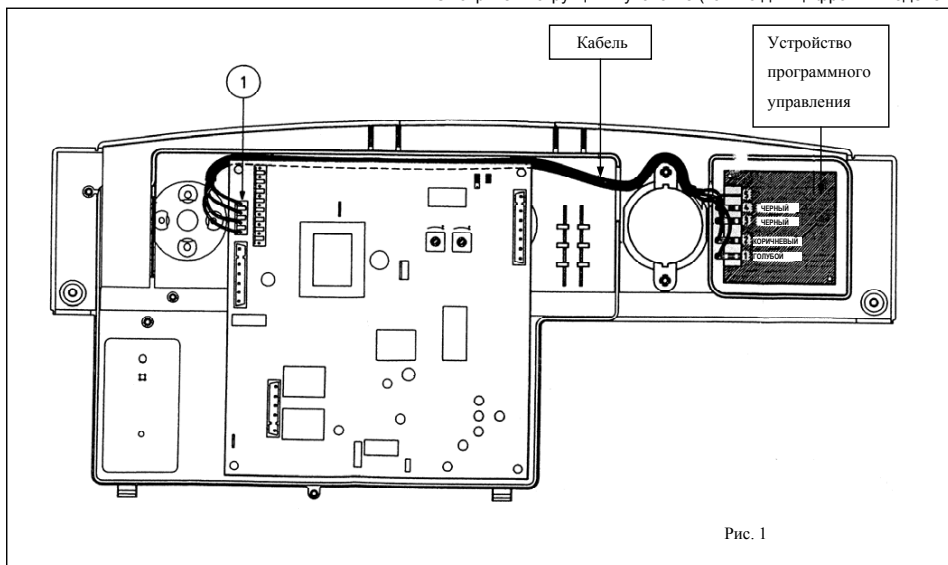 Кабель
Устройство
программного
управления
1
5
4 ЧЕРНЫЙ
3 ЧЕРНЫЙ
2 КОРИЧНЕВЫЙ
1 ГОЛУБОЙ
Рис. 1